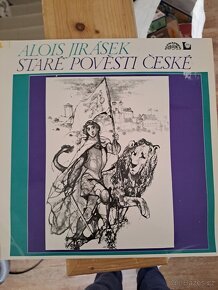 ALOIS JIRÁSEK
STARÉ POVĚSTI ČESKÉ